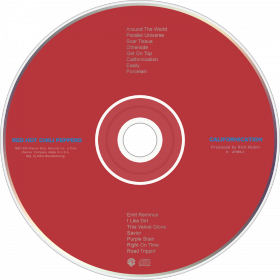 Around The World
Parallel Universe
Scar Tissue
Otherside
Get On Top
Californication
Easily
Porcelain
RED HOT CHILI PEPPERS
CALIFORNICATION
Produced by Rick Rubin
Emit Remmus
I Like Dirt
This Velvet Glove
Savior
Purple Stain
Right On Time
Road Trippin'